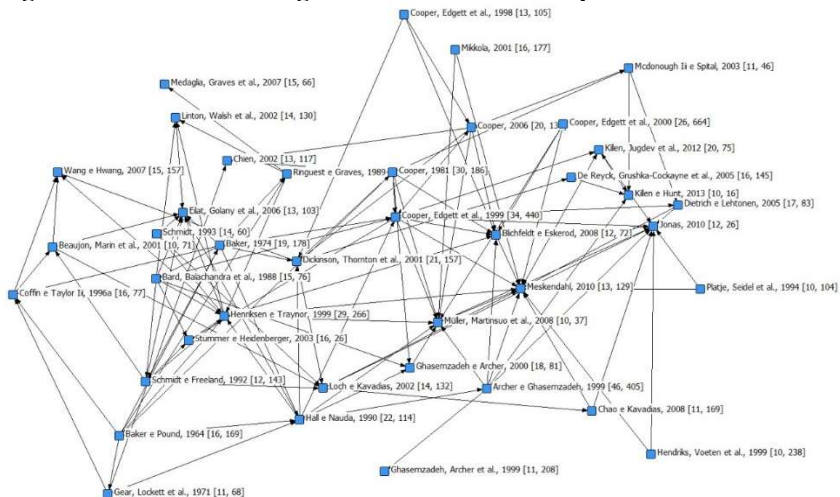 Cooper, Edgett et al., 1998 [13, 105]
Mikkola, 2001 [16, 177]
Mcdonough Iii e Spital, 2003 [11, 46]
Medaglia, Graves et al., 2007 [15, 66]
Linton, Walsh et al., 2002 [14, 130]
Cooper, 2006 [20, 13
Cooper, Edgett et al., 2000 [26, 664]
Killen, Jugdev et al., 2012 [20, 75]
Chien, 2002 [13, 117]
Wang e Hwang, 2007 [15, 157]
Ringuest e Graves, 1989
Cooper, 1981 [30, 186]
De Reyck, Grushka-Cockayne et al., 2005 [16, 145]
Killen e Hunt, 2013 [10, 16]
Dietrich e Lehtonen, 2005 [17, 83]
Eilat, Golany et al., 2006 [13, 103]
Cooper, Edgett et al., 1999 [34, 440]
Jonas, 2010 [12, 26]
Schmidt, 1993 [14, 60]
Blichfeldt e Eskerod, 2008 [12, 72]
Beaujon, Marin et al., 2001 [10, 71]
Baker, 1974 [19, 178]
Dickinson, Thornton et al., 2001 [21, 157]
Bard, Balachandra et al., 1988 [15, 76]
Meskendahl, 2010 [13, 129]
Platje, Seidel et al., 1994 [10, 104]
Coffin e Taylor Ii, 1996a [16, 77]
Henriksen e Traynor, 1999 [29, 266]
Müller, Martinsuo et al., 2008 [10, 37]
Stummer e Heidenberger, 2003 [16, 26]
Ghasemzadeh e Archer, 2000 [18, 81]
Schmidt e Freeland, 1992 [12, 143]
Loch e Kavadias, 2002 [14, 132]
Archer e Ghasemzadeh, 1999 [46, 405]
Chao e Kavadias, 2008 [11, 169]
Hall e Nauda, 1990 [22, 114]
Baker e Pound, 1964 [16, 169]
Hendriks, Voeten et al., 1999 [10, 238]
Ghasemzadeh, Archer et al., 1999 [11, 208]
Gear, Lockett et al., 1971 [11, 68]